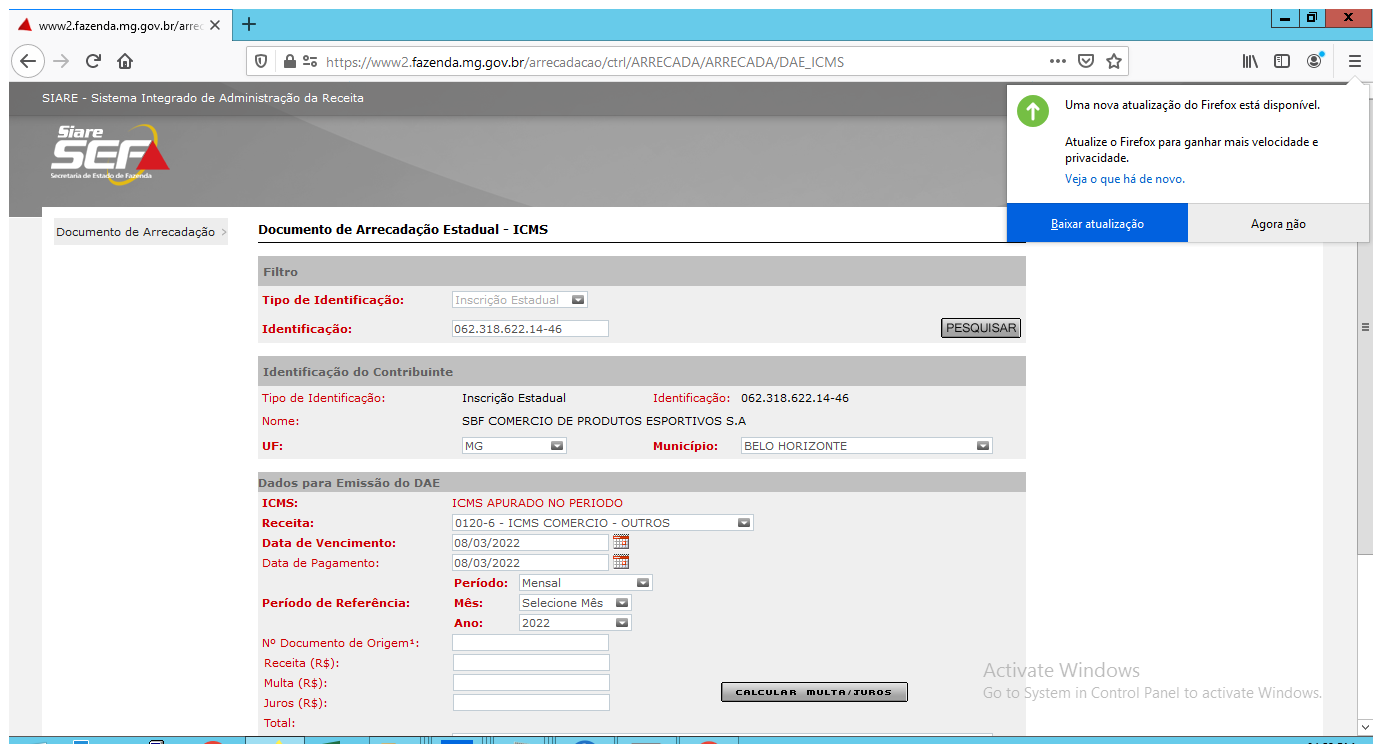 www2.fazenda.mg.gov.br/arrec
https://www2.fazenda.mg.gov.br/arrecadacao/ctrl/ARRECADA/ARRECADA/DAE_ICMS
SIARE - Sistema Integrado de Administração da Receita
Siare
SEF
Secretaria de Estado de Fazenda
Uma nova atualização do Firefox está disponível.
Atualize o Firefox para ganhar mais velocidade e
privacidade.
Veja o que há de novo.
Baixar atualização Agora não
Documento de Arrecadação >
Documento de Arrecadação Estadual - ICMS
Filtro
Tipo de Identificação: Inscrição Estadual
Identificação: 062.318.622.14-46 PESQUISAR
Identificação do Contribuinte
Tipo de Identificação: Inscrição Estadual Identificação: 062.318.622.14-46
Nome: SBF COMERCIO DE PRODUTOS ESPORTIVOS S.A
UF: MG Município: BELO HORIZONTE
Dados para Emissão do DAE
ICMS: ICMS APURADO NO PERIODO
Receita: 0120-6 - ICMS COMERCIO - OUTROS
Data de Vencimento: 08/03/2022
Data de Pagamento: 08/03/2022
Período: Mensal
Período de Referência: Mês: Selecione Mês
Ano: 2022
Nº Documento de Origem¹:
Receita (R$):
Multa (R$):
Juros (R$): CALCULAR MULTA/JUROS
Total:
Activate Windows
Go to System in Control Panel to activate Windows.